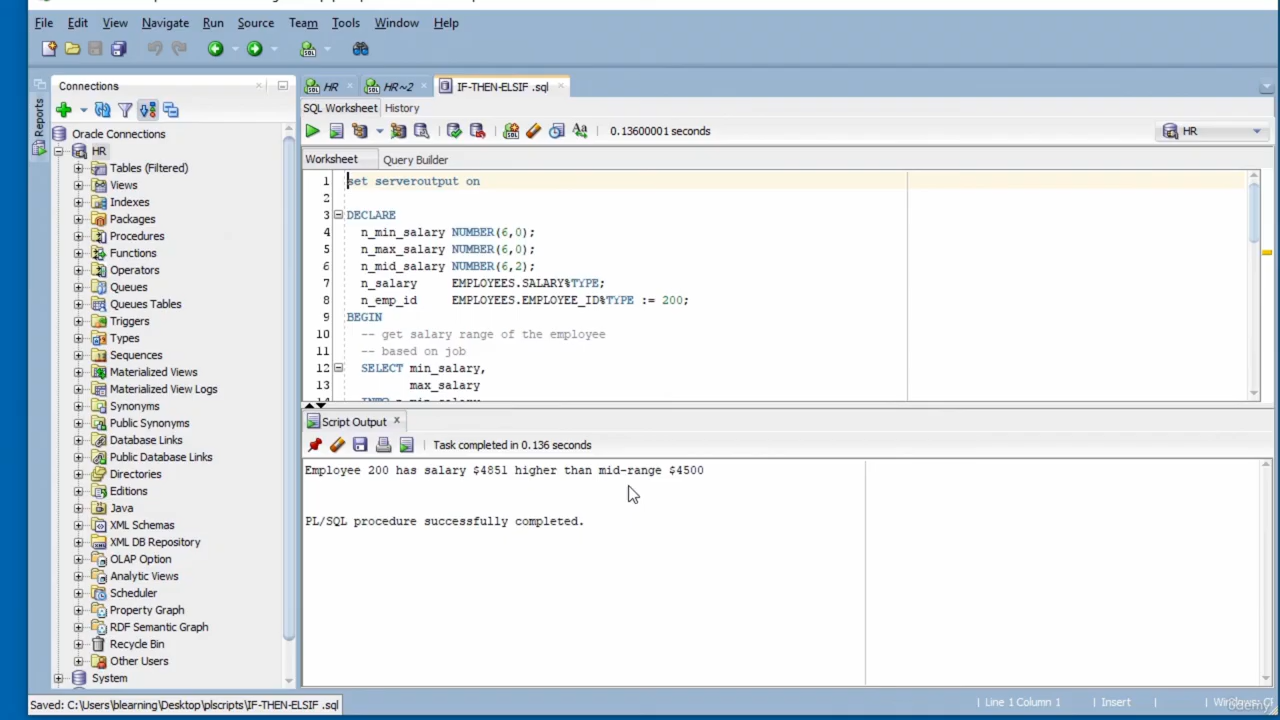 File Edit View Navigate Run Source Team Tools Window Help
Connections
HR
HR~2
IF-THEN-ELSIF .sql
SQL Worksheet History
0.13600001 seconds
HR
Worksheet Query Builder
Reports
Oracle Connections
HR
Tables (Filtered)
Views
Indexes
Packages
Procedures
Functions
Operators
Queues
Queues Tables
Triggers
Types
Sequences
Materialized Views
Materialized View Logs
Synonyms
Public Synonyms
Database Links
Public Database Links
Directories
Editions
Java
XML Schemas
XML DB Repository
OLAP Option
Analytic Views
Scheduler
Property Graph
RDF Semantic Graph
Recycle Bin
Other Users
System
1 set serveroutput on
2
3 DECLARE
4 n_min_salary NUMBER(6,0);
5 n_max_salary NUMBER(6,0);
6 n_mid_salary NUMBER(6,2);
7 n_salary EMPLOYEES.SALARY%TYPE;
8 n_emp_id EMPLOYEES.EMPLOYEE_ID%TYPE := 200;
9 BEGIN
10 -- get salary range of the employee
11 -- based on job
12 SELECT min_salary,
13 max_salary
Script Output
Task completed in 0.136 seconds
Employee 200 has salary $4851 higher than mid-range $4500
PL/SQL procedure successfully completed.
Saved: C:\Users\blearning\Desktop\plscripts\IF-THEN-ELSIF .sql
Line 1 Column 1 Insert
udemy